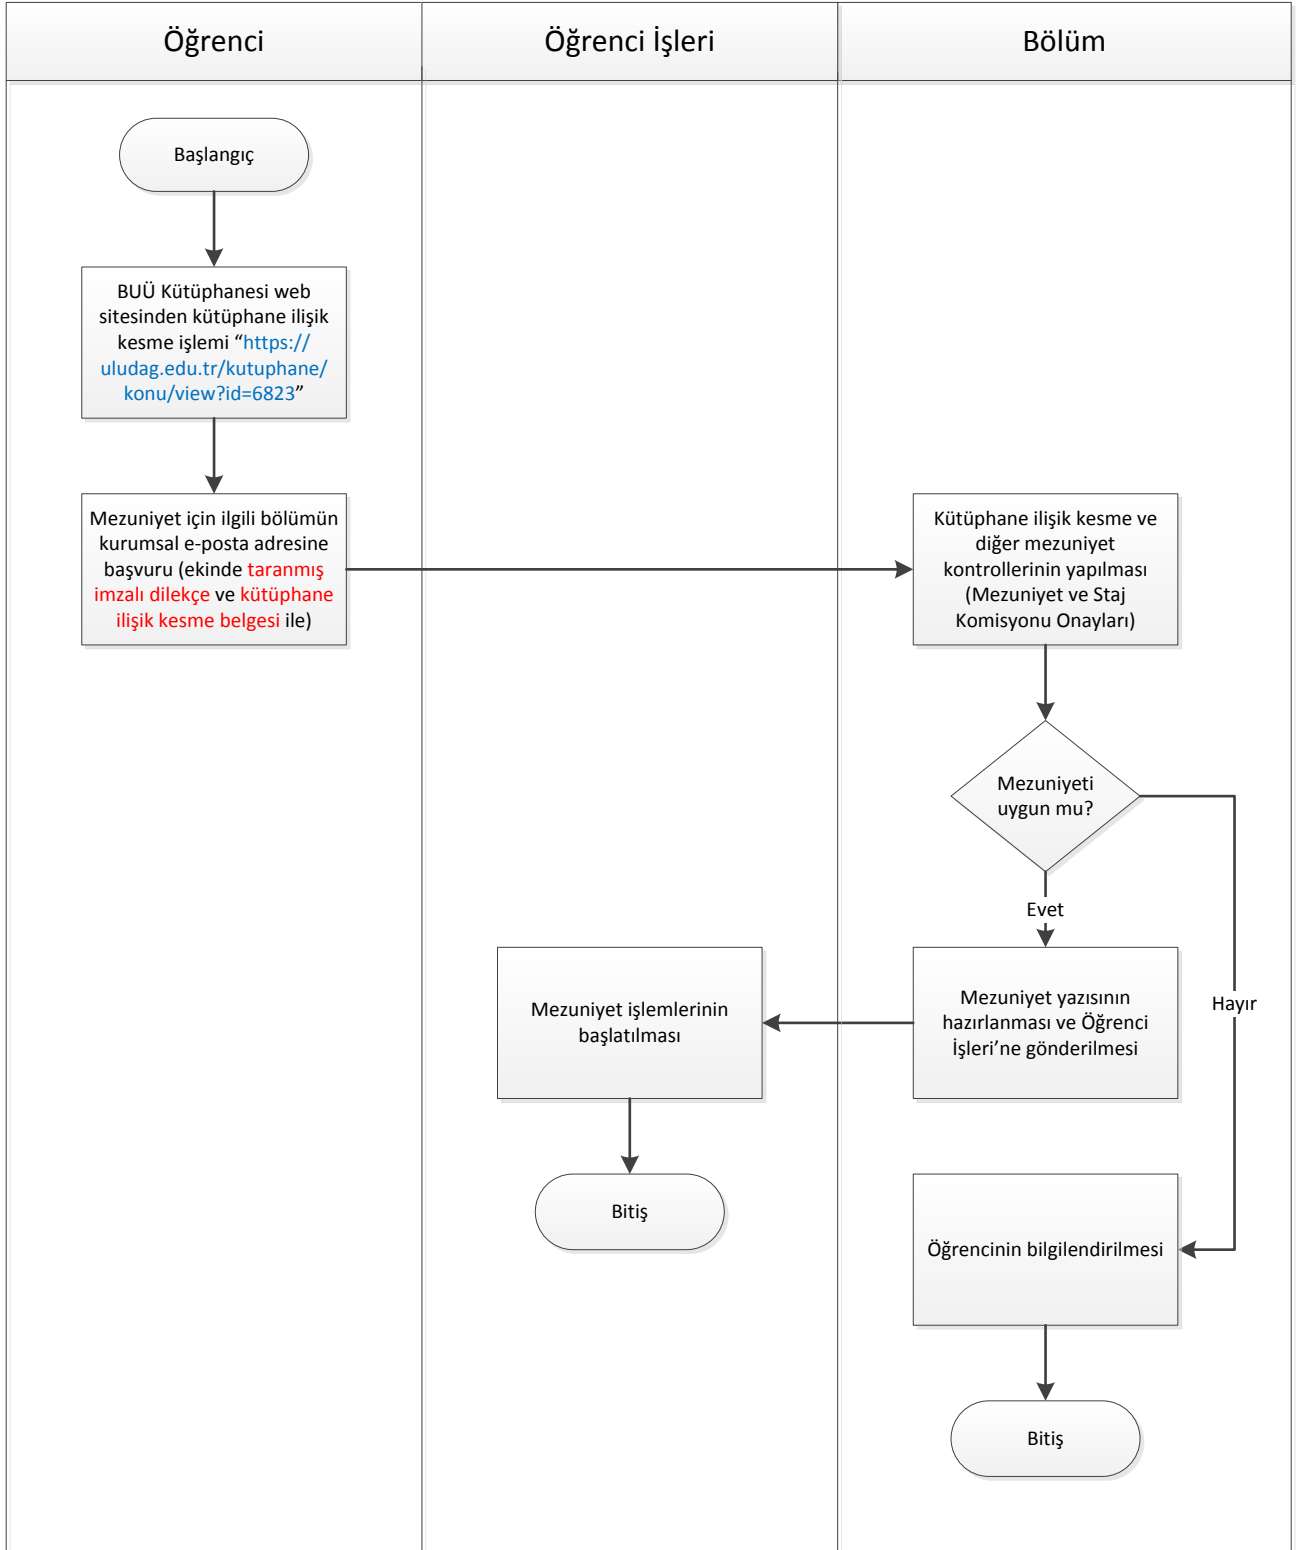 Öğrenci
Öğrenci İşleri
Bölüm
Başlangıç
BUÜ Kütüphanesi web
sitesinden kütüphane ilişik
kesme işlemi “https://
uludag.edu.tr/kutuphane/
konu/view?id=6823”
Mezuniyet için ilgili bölümün
kurumsal e-posta adresine
başvuru (ekinde taranmış
imzalı dilekçe ve kütüphane
ilişik kesme belgesi ile)
Kütüphane ilişik kesme ve
diğer mezuniyet
kontrollerinin yapılması
(Mezuniyet ve Staj
Komisyonu Onayları)
Mezuniyeti
uygun mu?
Evet
Hayır
Mezuniyet yazısının
hazırlanması ve Öğrenci
İşleri’ne gönderilmesi
Mezuniyet işlemlerinin
başlatılması
Bitiş
Öğrencinin bilgilendirilmesi
Bitiş